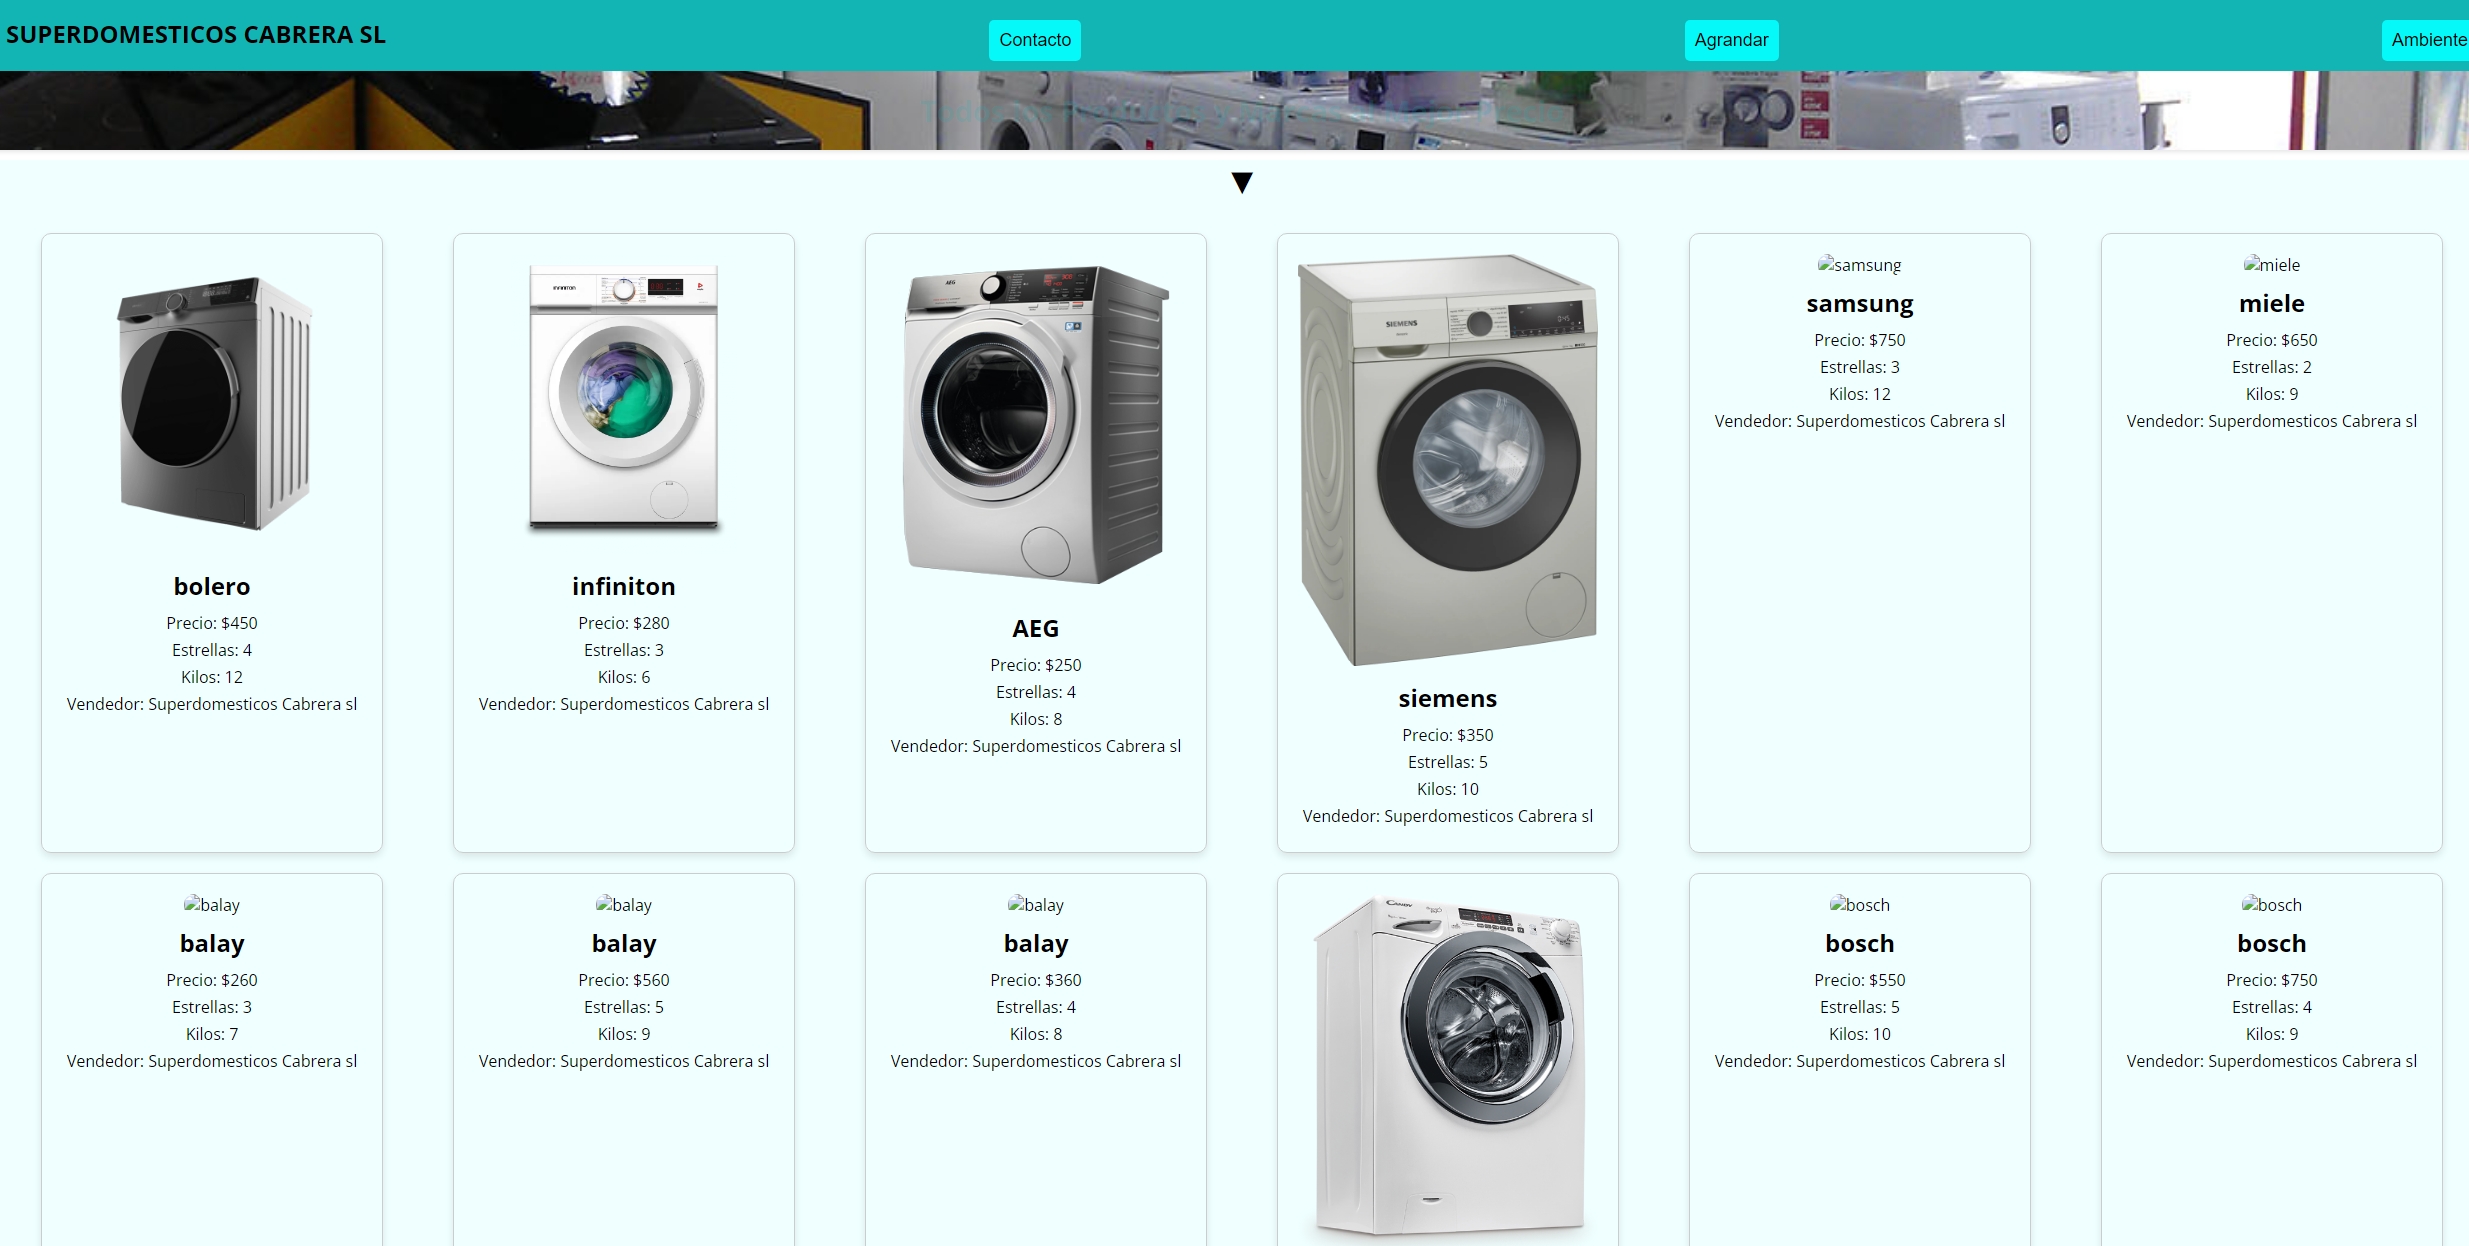 SUPERDOMESTICOS CABRERA SL
Contacto
Agrandar
Ambiente
▼
bolero
Precio: $450
Estrellas: 4
Kilos: 12
Vendedor: Superdomesticos Cabrera sl
infiniton
infiniton
Precio: $280
Estrellas: 3
Kilos: 6
Vendedor: Superdomesticos Cabrera sl
AEG
AEG
Precio: $250
Estrellas: 4
Kilos: 8
Vendedor: Superdomesticos Cabrera sl
SIEMENS
siemens
Precio: $350
Estrellas: 5
Kilos: 10
Vendedor: Superdomesticos Cabrera sl
samsung
samsung
Precio: $750
Estrellas: 3
Kilos: 12
Vendedor: Superdomesticos Cabrera sl
miele
miele
Precio: $650
Estrellas: 2
Kilos: 9
Vendedor: Superdomesticos Cabrera sl
balay
balay
Precio: $260
Estrellas: 3
Kilos: 7
Vendedor: Superdomesticos Cabrera sl
balay
balay
Precio: $560
Estrellas: 5
Kilos: 9
Vendedor: Superdomesticos Cabrera sl
balay
balay
Precio: $360
Estrellas: 4
Kilos: 8
Vendedor: Superdomesticos Cabrera sl
CANDY
bosch
bosch
Precio: $550
Estrellas: 5
Kilos: 10
Vendedor: Superdomesticos Cabrera sl
bosch
bosch
Precio: $750
Estrellas: 4
Kilos: 9
Vendedor: Superdomesticos Cabrera sl